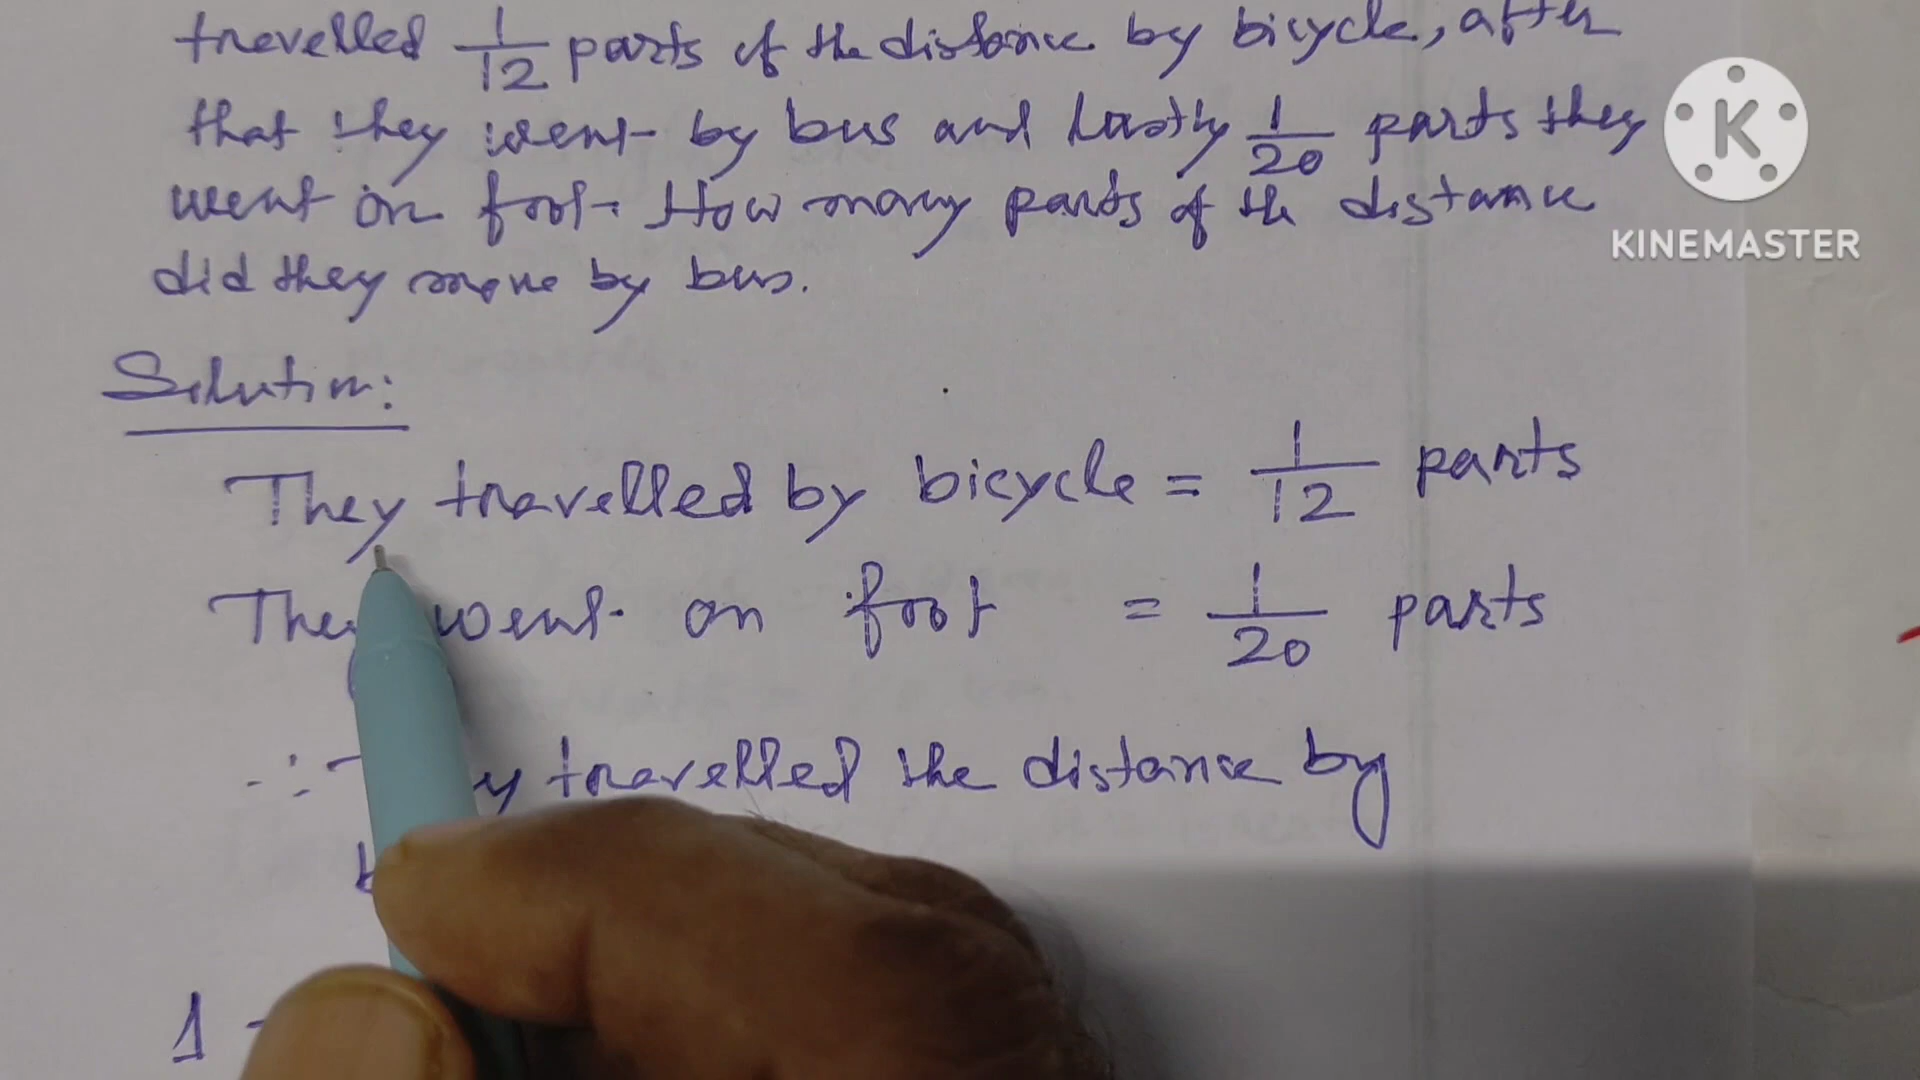 travelled 1/12 parts of the distance by bicycle, after
that they went by bus and lastly 1/20 parts they
went on foot. How many parts of the distance
did they move by bus.
K
KINEMASTER
Solution:
They travelled by bicycle = 1/12 parts
They went on foot = 1/20 parts
∴ They travelled the distance by
1 -